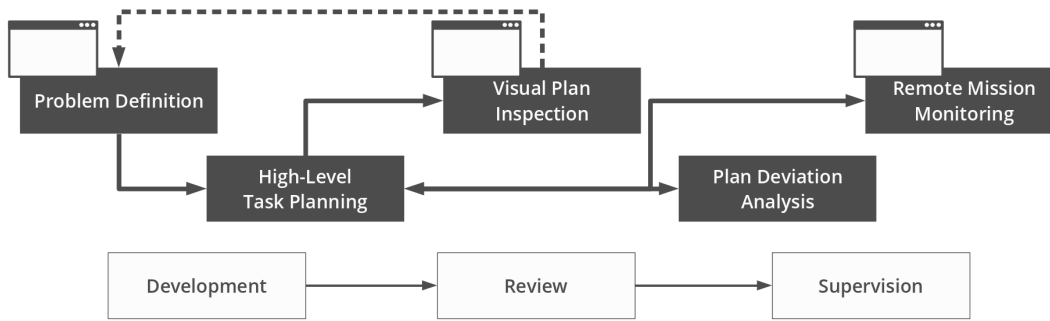 Problem Definition
Visual Plan
Inspection
Remote Mission
Monitoring
High-Level
Task Planning
Plan Deviation
Analysis
Development
Review
Supervision